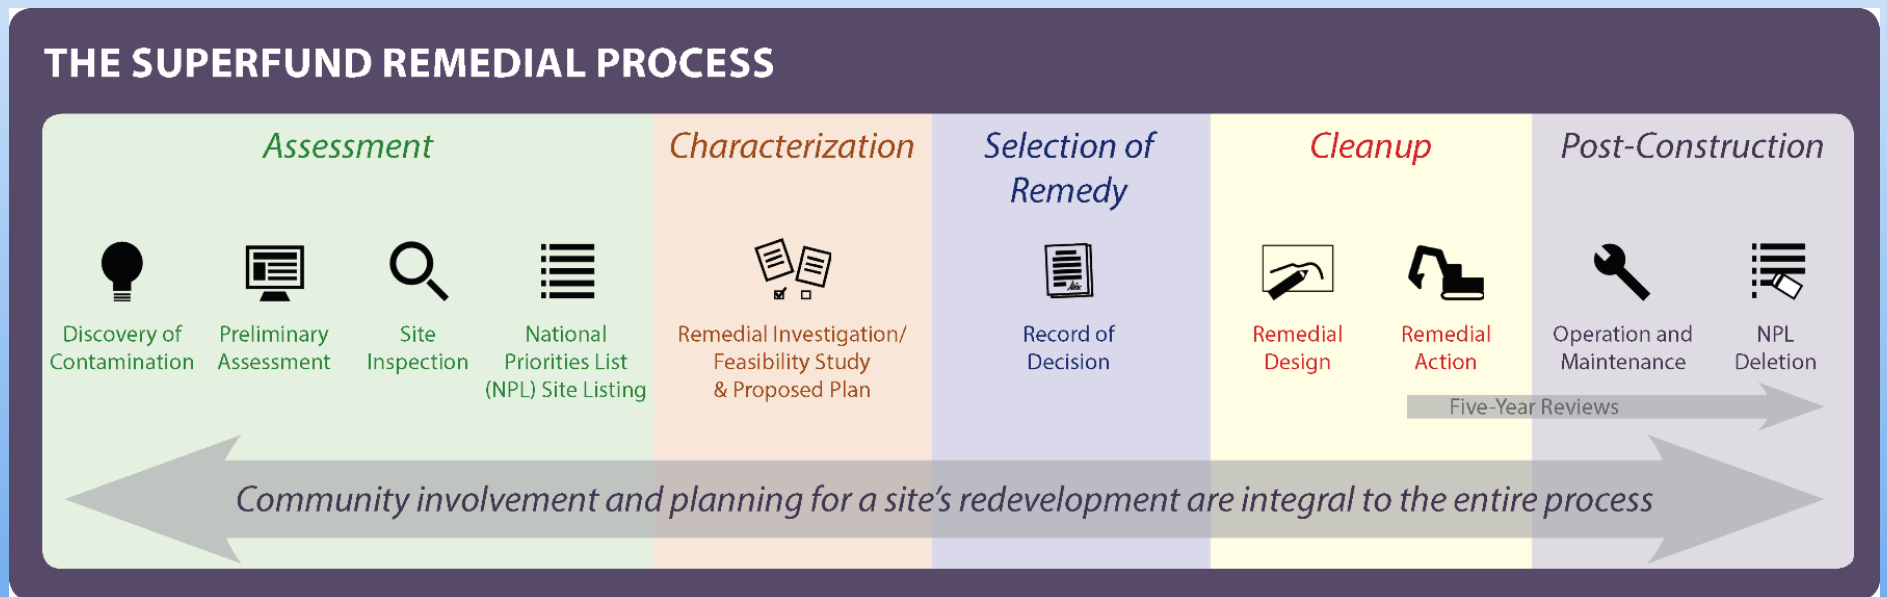 THE SUPERFUND REMEDIAL PROCESS
Assessment
Discovery of
Contamination
Preliminary
Assessment
Site
Inspection
National
Priorities List
(NPL) Site Listing
Characterization
Remedial Investigation/
Feasibility Study
& Proposed Plan
Selection of
Remedy
Record of
Decision
Cleanup
Remedial
Design
Remedial
Action
Post-Construction
Operation and
Maintenance
NPL
Deletion
Five-Year Reviews
Community involvement and planning for a site's redevelopment are integral to the entire process